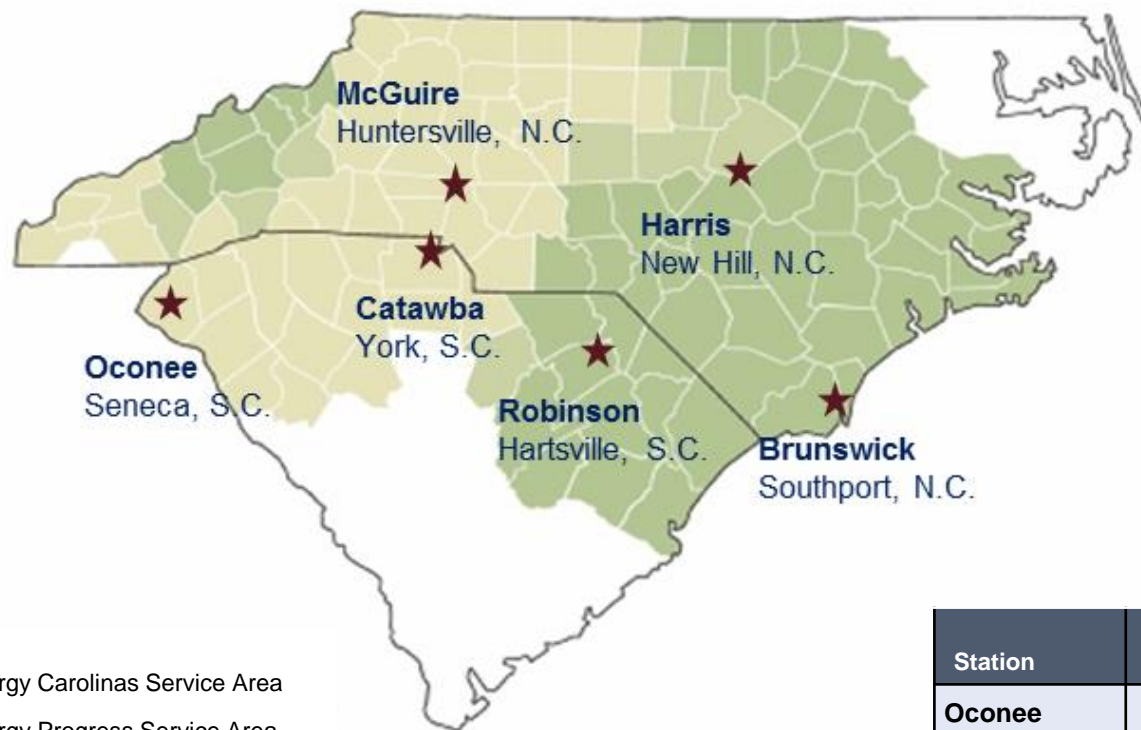 McGuire
Huntersville, N.C.
Harris
New Hill, N.C.
Catawba
York, S.C.
Oconee
Seneca, S.C.
Robinson
Hartsville, S.C.
Brunswick
Southport, N.C.
rgy Carolinas Service Area
rgy Progress Service Area
Station
Oconee